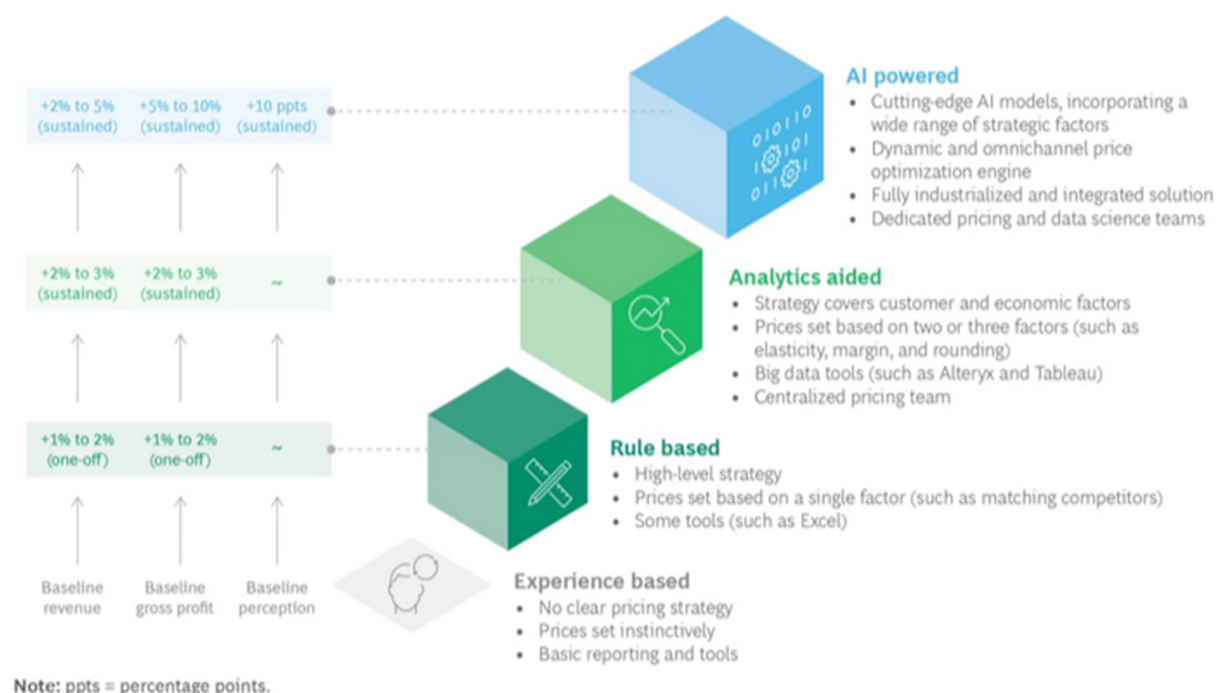 AI powered
• Cutting-edge AI models, incorporating a
wide range of strategic factors
• Dynamic and omnichannel price
optimization engine
• Fully industrialized and integrated solution
• Dedicated pricing and data science teams
+2% to 5% +5% to 10% +10 ppts
(sustained) (sustained) (sustained)
010110
101
011
Analytics aided
• Strategy covers customer and economic factors
• Prices set based on two or three factors (such as
elasticity, margin, and rounding)
• Big data tools (such as Alteryx and Tableau)
• Centralized pricing team
+2% to 3% +2% to 3% ~
(sustained) (sustained)
Rule based
• High-level strategy
• Prices set based on a single factor (such as matching competitors)
• Some tools (such as Excel)
+1% to 2% +1% to 2% ~
(one-off) (one-off)
Experience based
• No clear pricing strategy
• Prices set instinctively
• Basic reporting and tools
Baseline Baseline Baseline
revenue gross profit perception
Note: ppts = percentage points.